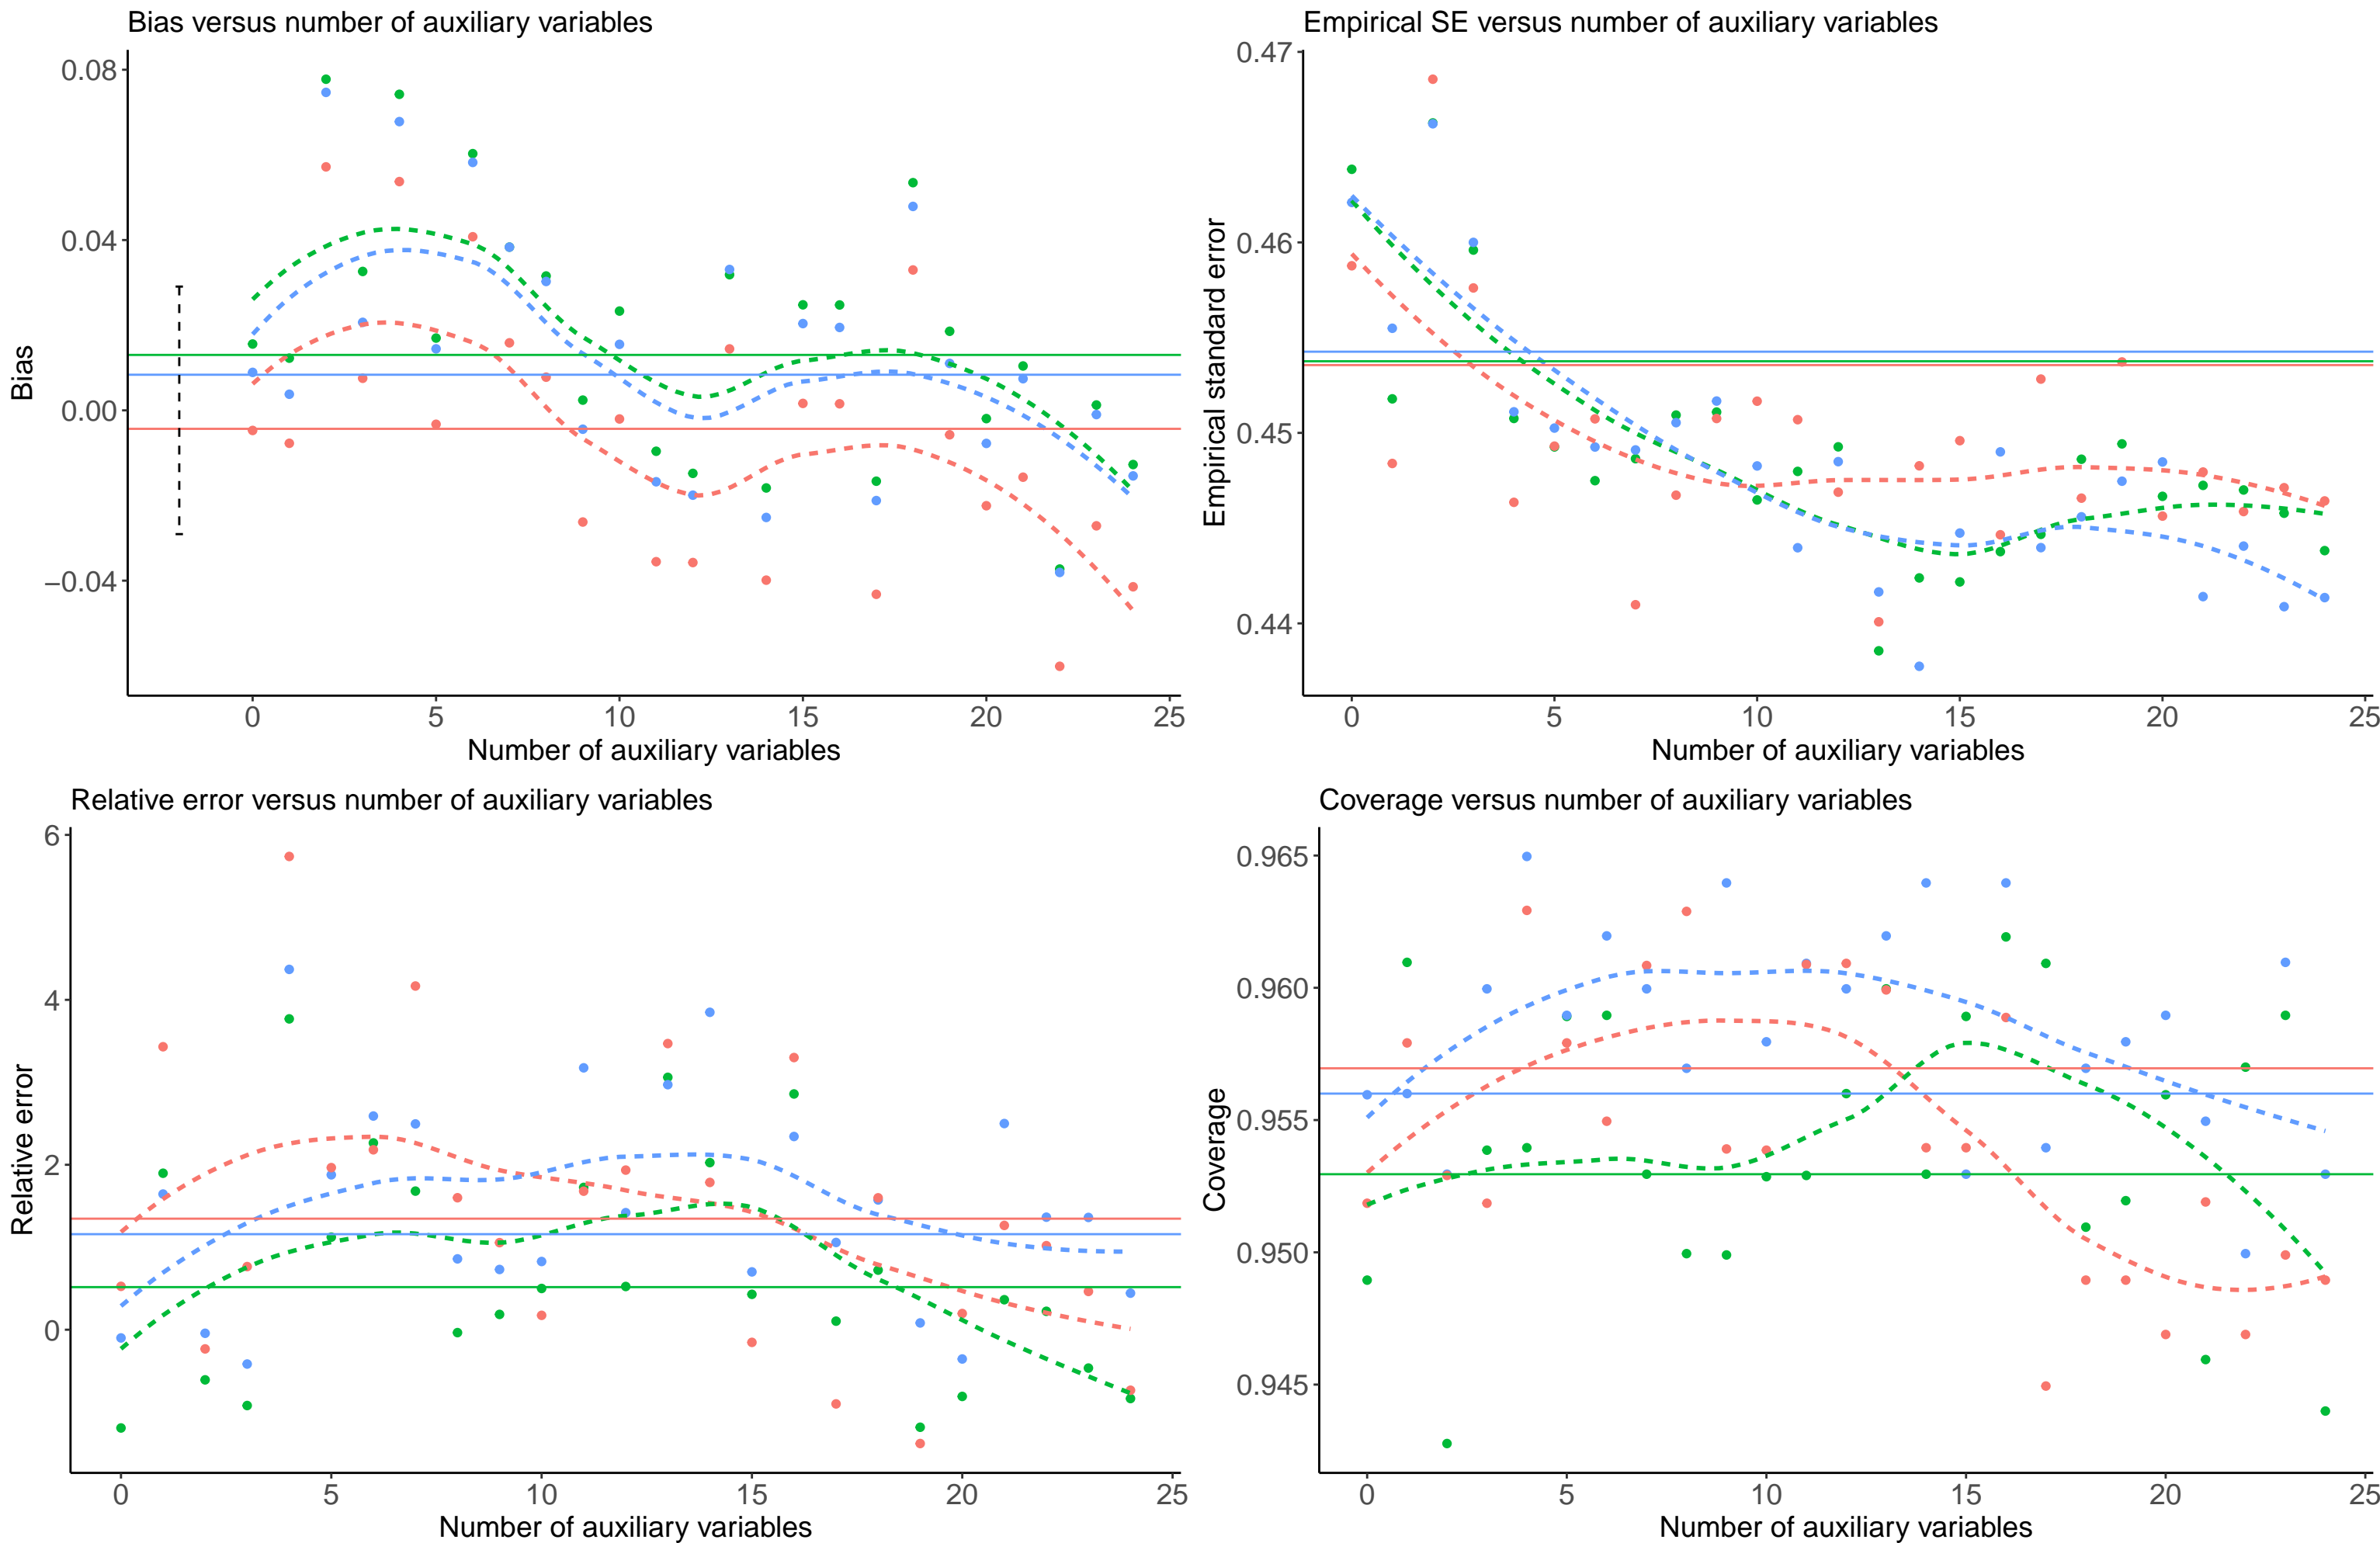 Bias versus number of auxiliary variables
0.08
0.04
0.00
−0.04
Bias
0 5 10 15 20 25
Number of auxiliary variables
Empirical SE versus number of auxiliary variables
0.47
0.46
0.45
0.44
Empirical standard error
0 5 10 15 20 25
Number of auxiliary variables
Relative error versus number of auxiliary variables
6
4
2
0
Relative error
0 5 10 15 20 25
Number of auxiliary variables
Coverage versus number of auxiliary variables
0.965
0.960
0.955
0.950
0.945
Coverage
0 5 10 15 20 25
Number of auxiliary variables